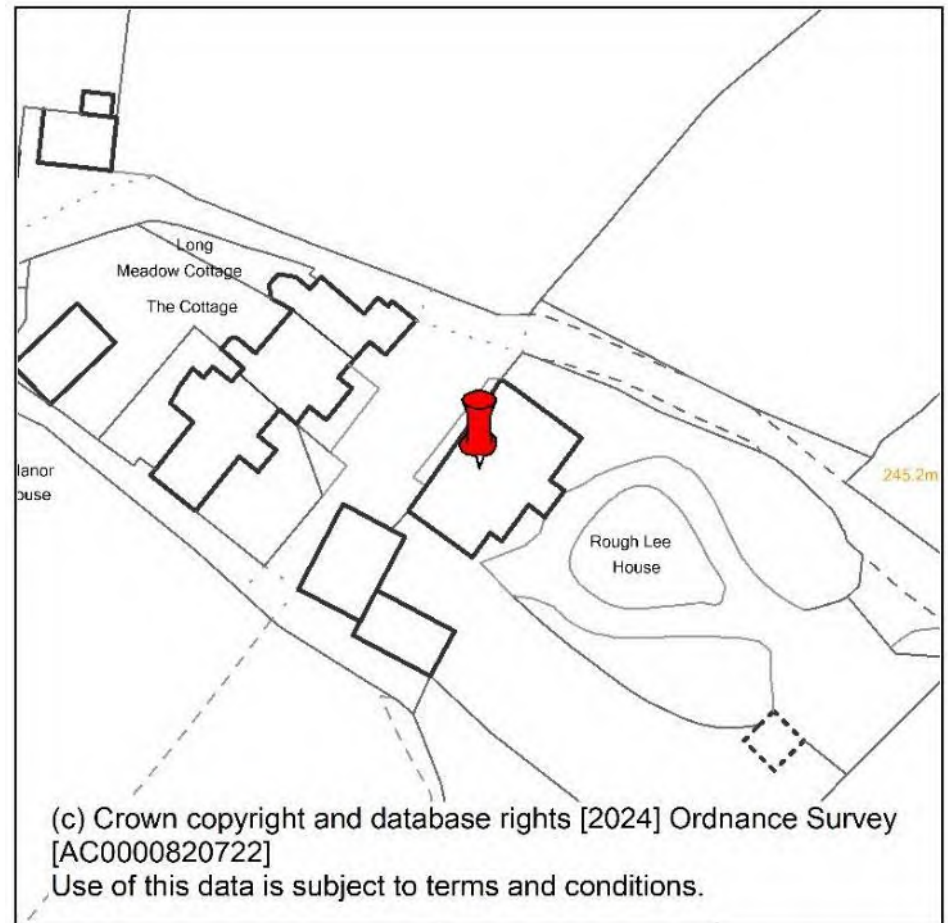 Long
Meadow Cottage
The Cottage
lanor
ouse
245.2m
Rough Lee
House
(c) Crown copyright and database rights [2024] Ordnance Survey
[AC0000820722]
Use of this data is subject to terms and conditions.